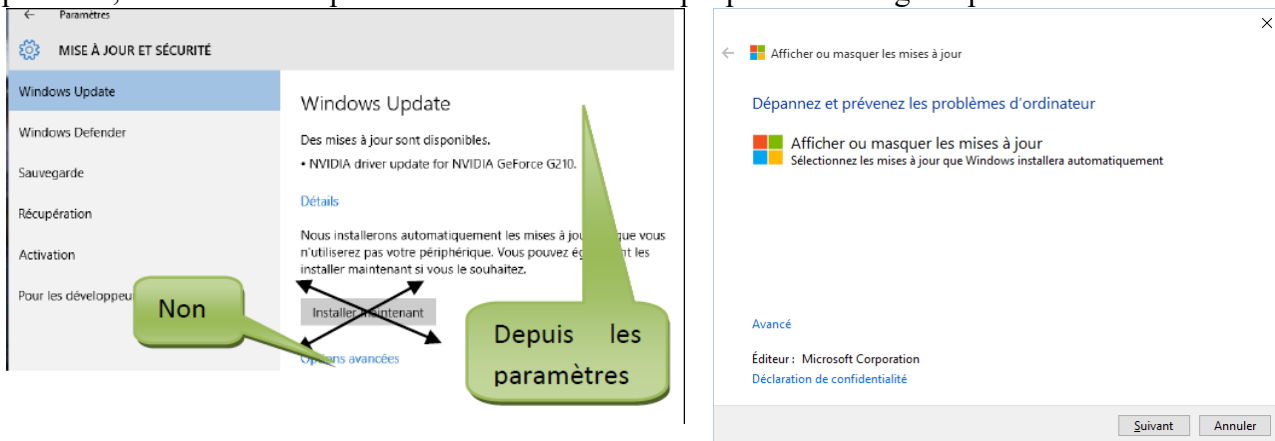 Paramètres
MISE À JOUR ET SÉCURITÉ
Windows Update
Windows Defender
Sauvegarde
Récupération
Activation
Pour les développeu
Windows Update
Des mises à jour sont disponibles.
• NVIDIA driver update for NVIDIA GeForce G210.
Détails
Nous installerons automatiquement les mises à jou que vous
n'utiliserez pas votre périphérique. Vous pouvez ég nt les
installer maintenant si vous le souhaitez.
Installer maintenant
Options avancées
Non
Depuis les
paramètres
Afficher ou masquer les mises à jour
Dépannez et prévenez les problèmes d'ordinateur
Afficher ou masquer les mises à jour
Sélectionnez les mises à jour que Windows installera automatiquement
Avancé
Éditeur : Microsoft Corporation
Déclaration de confidentialité
Suivant Annuler